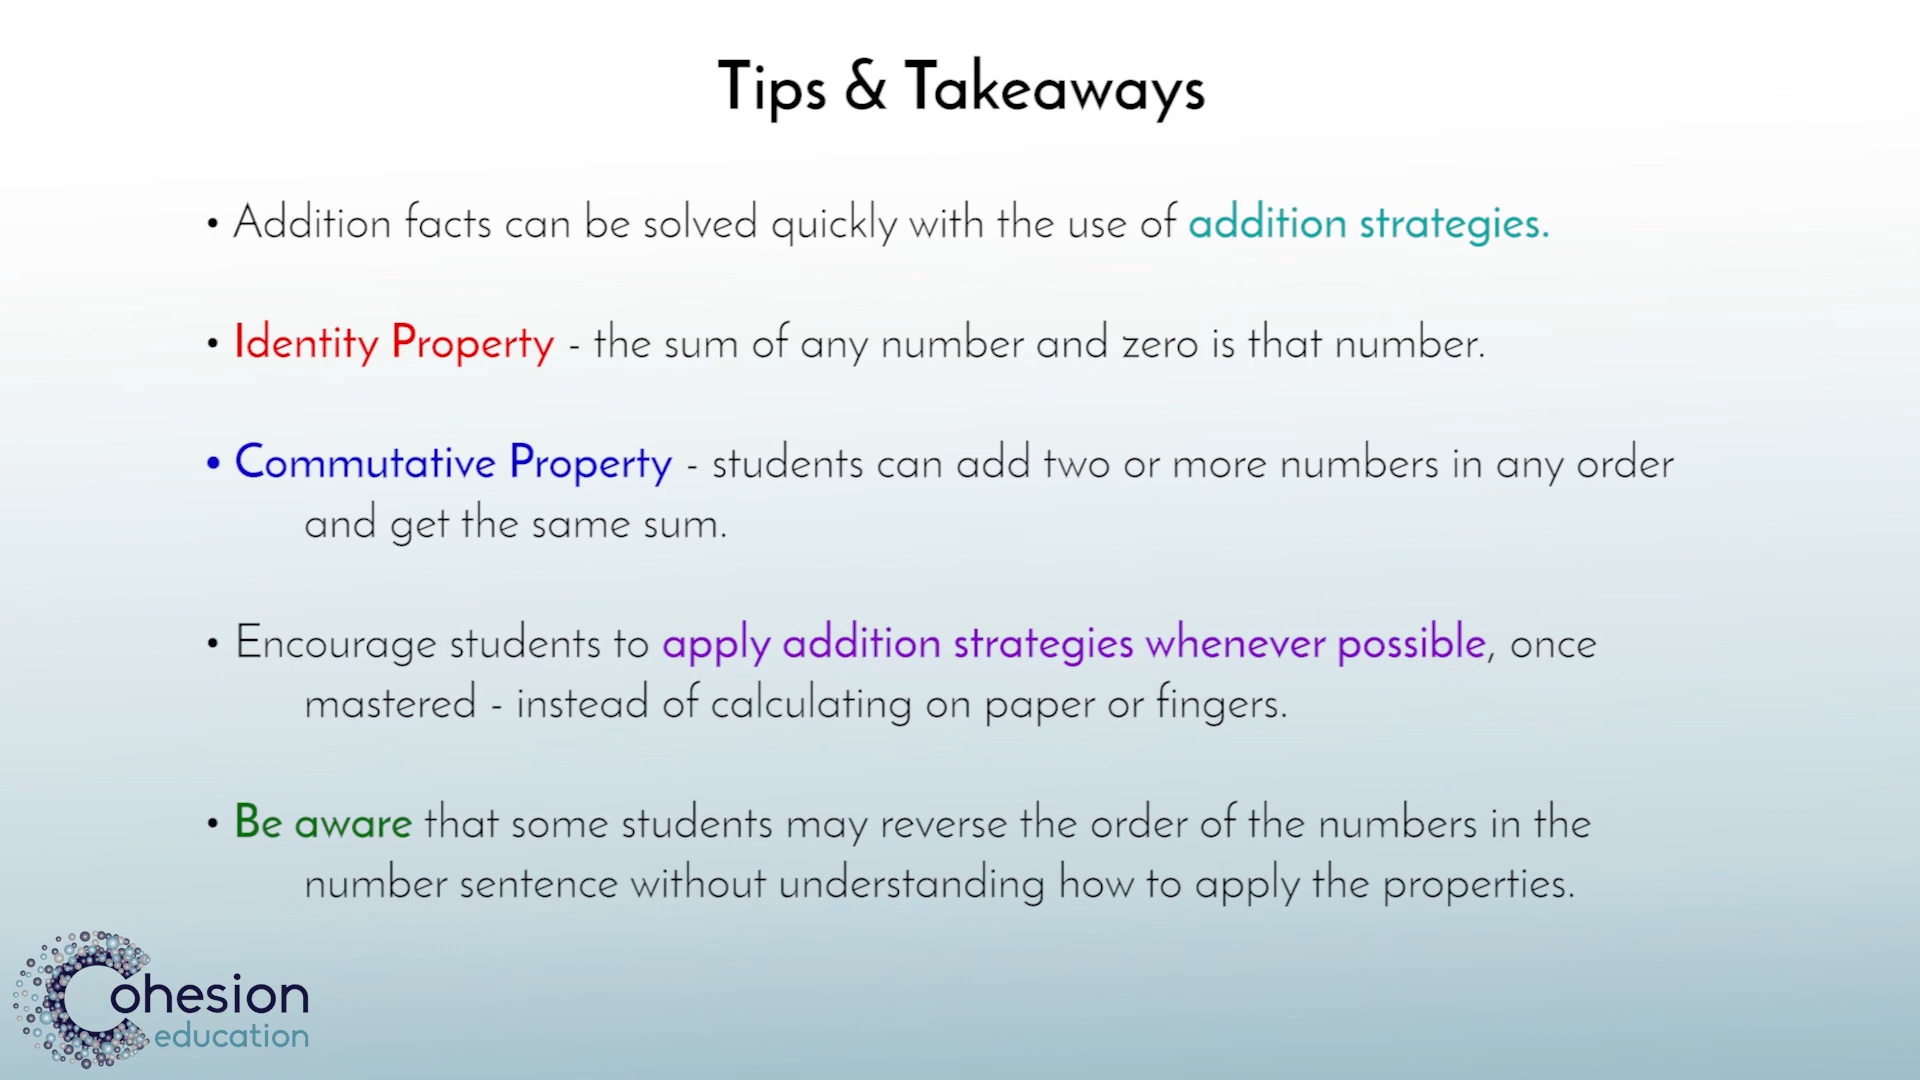 Tips & Takeaways
• Addition facts can be solved quickly with the use of addition strategies.
• Identity Property - the sum of any number and zero is that number.
• Commutative Property - students can add two or more numbers in any order
and get the same sum.
• Encourage students to apply addition strategies whenever possible, once
mastered - instead of calculating on paper or fingers.
• Be aware that some students may reverse the order of the numbers in the
number sentence without understanding how to apply the properties.
Cohesion
education